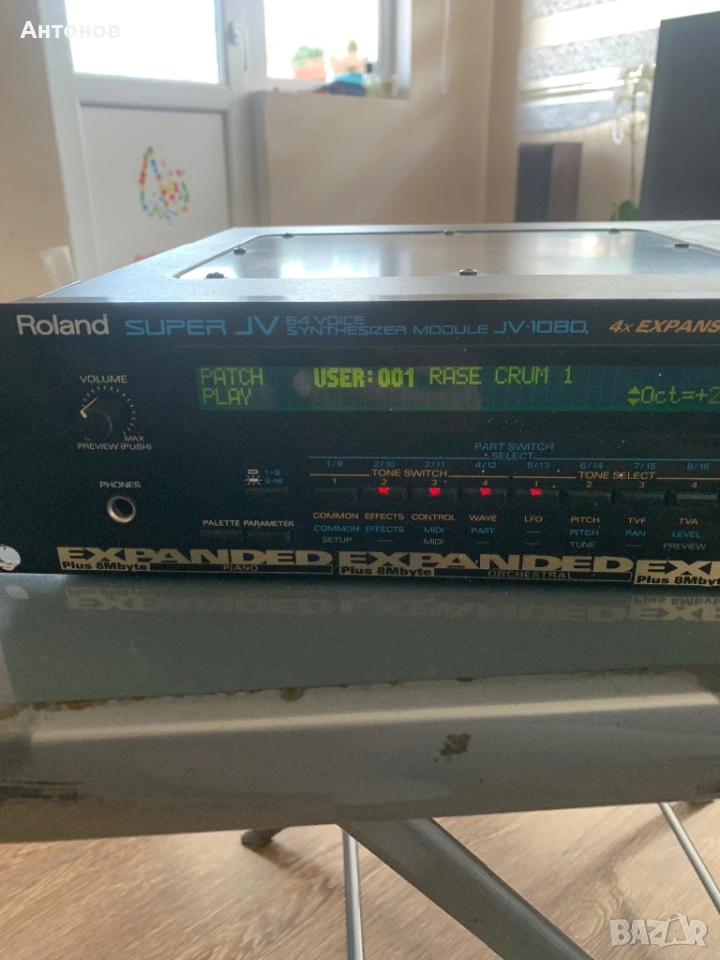 Антонов
Roland SUPER JV 64 VOICE SYNTHESIZER MODULE JV-1080 4x EXPANS
VOLUME
MAX
PREVIEW (PUSH)
PHONES
PATCH USER:001 RASE CRUM 1
PLAY Oct=+2
PART SWITCH
SELECT
1/9 2/10 3/11 4/12 5/13 6/14 7/15 8/16
TONE SWITCH TONE SELECT
1-8
9-16
1 2 3 4 1 2 3 4
COMMON EFFECTS CONTROL WAVE LFO PITCH TVF TVA
COMMON EFFECTS MIDI PART — PITCH PAN LEVEL
SETUP — MIDI TUNE — PREVIEW
PALETTE PARAMETER
EXPANDED EXPANDED EXP
Plus 8Mbyte PIANO Plus 8Mbyte ORCHESTRAL Plus 8Mbyte
BAZAR